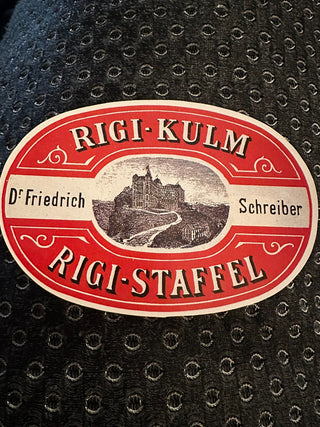 RIGI-KULM
Dr Friedrich Schreiber
RIGI-STAFFEL